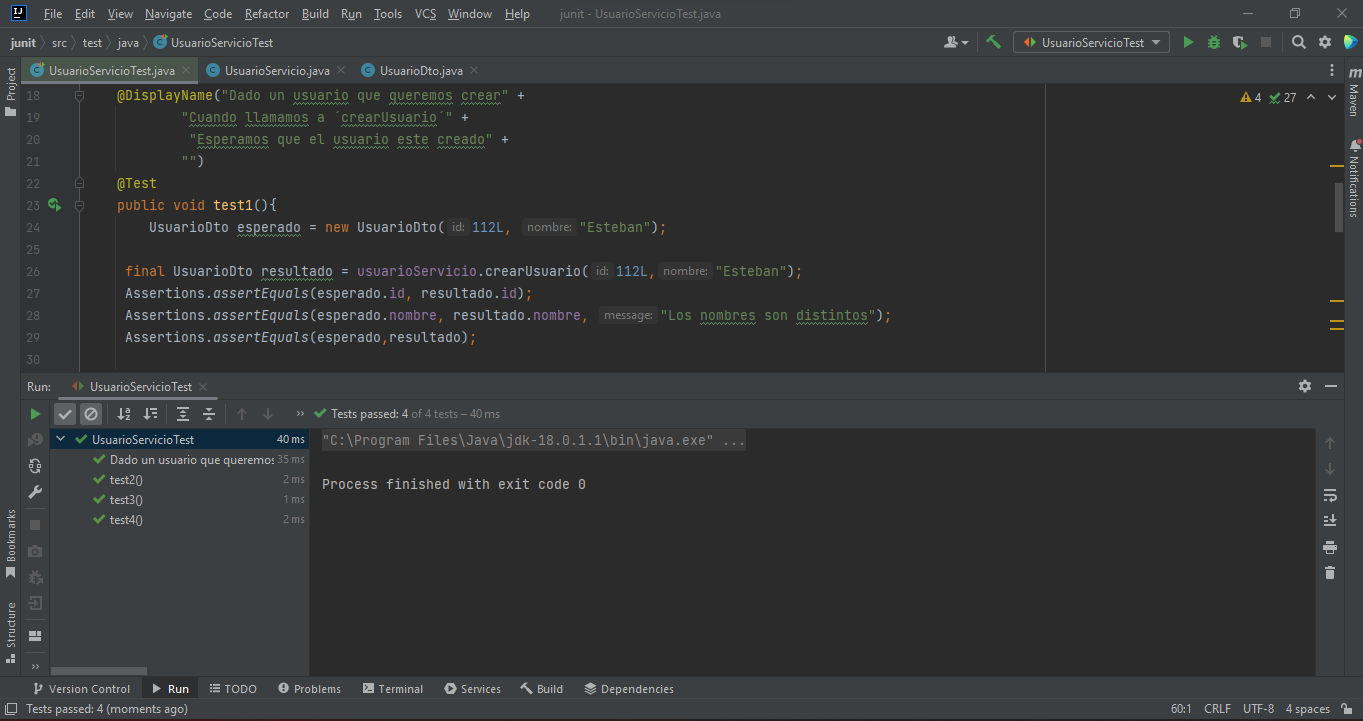 File Edit View Navigate Code Refactor Build Run Tools VCS Window Help junit - UsuarioServicioTest.java
junit src test java UsuarioServicioTest UsuarioServicioTest
UsuarioServicioTest.java UsuarioServicio.java UsuarioDto.java
Project
Maven
Notifications
4 27
18 @DisplayName("Dado un usuario que queremos crear" +
19 "Cuando llamamos a ´crearUsuario´" +
20 "Esperamos que el usuario este creado" +
21 "")
22 @Test
23 public void test1(){
24 UsuarioDto esperado = new UsuarioDto( id: 112L, nombre: "Esteban");
25
26 final UsuarioDto resultado = usuarioServicio.crearUsuario( id: 112L, nombre: "Esteban");
27 Assertions.assertEquals(esperado.id, resultado.id);
28 Assertions.assertEquals(esperado.nombre, resultado.nombre, message: "Los nombres son distintos");
29 Assertions.assertEquals(esperado,resultado);
30
Run: UsuarioServicioTest
Tests passed: 4 of 4 tests – 40 ms
UsuarioServicioTest 40 ms
Dado un usuario que queremos 35 ms
test2() 2 ms
test3() 1 ms
test4() 2 ms
"C:\Program Files\Java\jdk-18.0.1.1\bin\java.exe" ...
Process finished with exit code 0
Bookmarks
Structure
Version Control Run TODO Problems Terminal Services Build Dependencies
Tests passed: 4 (moments ago) 60:1 CRLF UTF-8 4 spaces